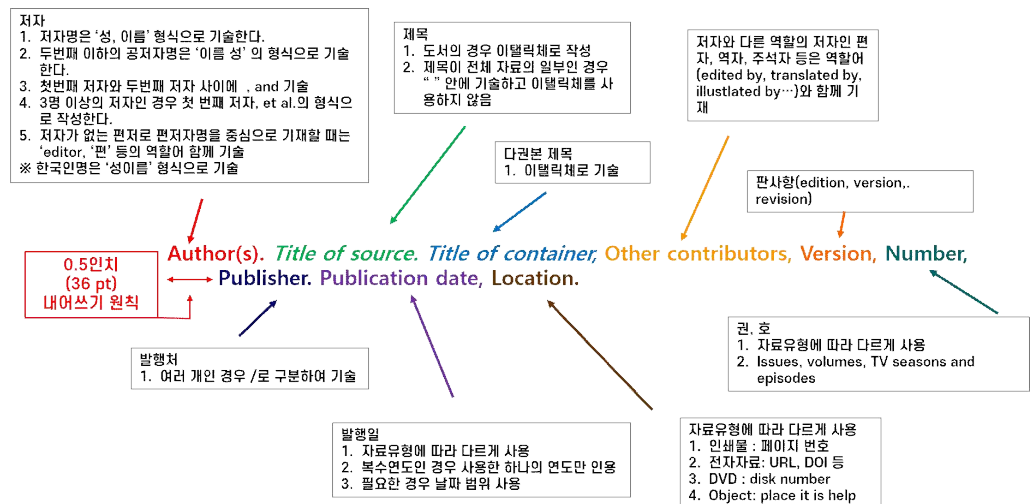 저자
1. 저자명은 ‘성, 이름’ 형식으로 기술한다.
2. 두번째 이하의 공저자명은 ‘이름 성’ 의 형식으로 기술
한다.
3. 첫번째 저자와 두번째 저자 사이에 , and 기술
4. 3명 이상의 저자인 경우 첫 번째 저자, et al.의 형식으
로 작성한다.
5. 저자가 없는 편저로 편저자명을 중심으로 기재할 때는
‘editor, ‘편’ 등의 역할어 함께 기술
※ 한국인명은 ‘성이름’ 형식으로 기술
제목
1. 도서의 경우 이탤릭체로 작성
2. 제목이 전체 자료의 일부인 경우
“ ” 안에 기술하고 이탤릭체를 사
용하지 않음
저자와 다른 역할의 저자인 편
자, 역자, 주석자 등은 역할어
(edited by, translated by,
illustlated by…)와 함께 기
재
다권본 제목
1. 이탤릭체로 기술
판사항(edition, version,.
revision)
Author(s). Title of source. Title of container, Other contributors, Version, Number,
Publisher. Publication date, Location.
0.5인치
(36 pt)
내어쓰기 원칙
발행처
1. 여러 개인 경우 /로 구분하여 기술
권, 호
1. 자료유형에 따라 다르게 사용
2. Issues, volumes, TV seasons and
episodes
발행일
1. 자료유형에 따라 다르게 사용
2. 복수연도인 경우 사용한 하나의 연도만 인용
3. 필요한 경우 날짜 범위 사용
자료유형에 따라 다르게 사용
1. 인쇄물 : 페이지 번호
2. 전자자료: URL, DOI 등
3. DVD : disk number
4. Object: place it is help